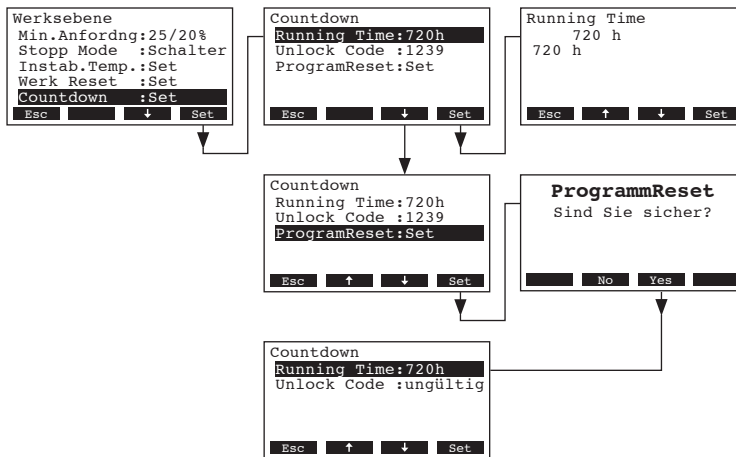 Werksebene
Min.Anfordng:25/20%
Stopp Mode :Schalter
Instab.Temp.:Set
Werk Reset :Set
Countdown :Set
Esc ↓ Set
Countdown
Running Time:720h
Unlock Code :1239
ProgramReset:Set
Esc ↓ Set
Running Time
720 h
720 h
Esc ↑ ↓ Set
Countdown
Running Time:720h
Unlock Code :1239
ProgramReset:Set
Esc ↑ ↓ Set
ProgrammReset
Sind Sie sicher?
No Yes
Countdown
Running Time:720h
Unlock Code :ungültig
Esc ↑ ↓ Set